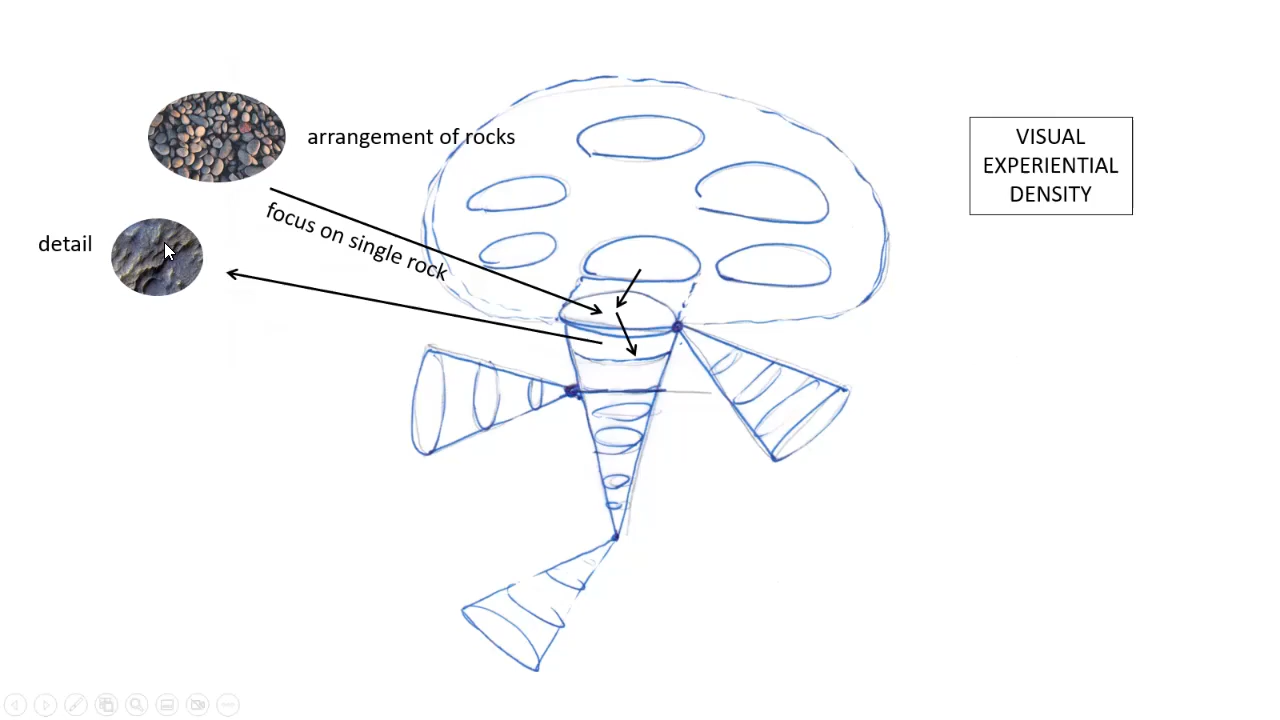 arrangement of rocks
focus on single rock
detail
VISUAL
EXPERIENTIAL
DENSITY